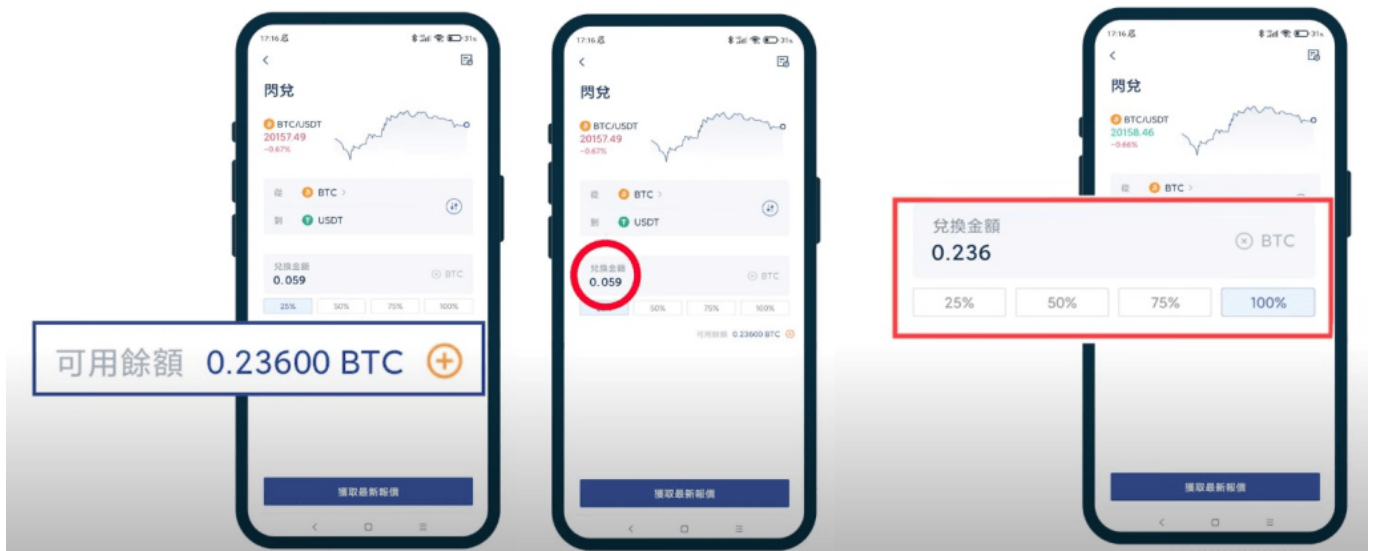 17:16
31%
閃兌
BTC/USDT
20157.49
-0.67%
從 BTC >
到 USDT
兌換金額
0.059
BTC
25% 50% 75% 100%
可用餘額 0.23600 BTC
獲取最新報價
17:16
31%
閃兌
BTC/USDT
20157.49
-0.67%
從 BTC >
到 USDT
兌換金額
0.059
BTC
50% 75% 100%
可用餘額 0.23600 BTC
獲取最新報價
17:16
31%
閃兌
BTC/USDT
20158.46
-0.66%
從 BTC >
兌換金額
0.236
BTC
25% 50% 75% 100%
獲取最新報價